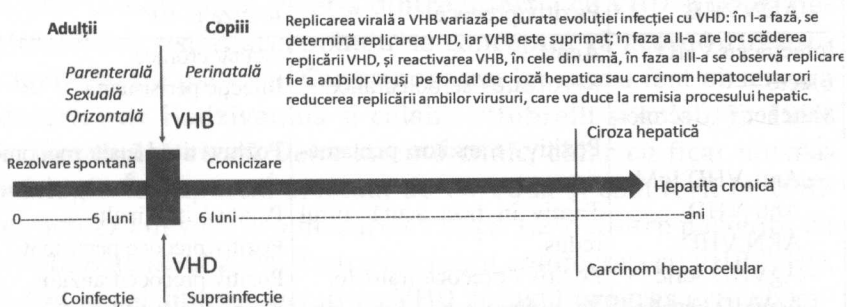 Adulții
Copiii
Parenterală
Sexuală
Orizontală
Perinatală
Replicarea virală a VHB variază pe durata evoluției infecției cu VHD: în I-a fază, se
determină replicarea VHD, iar VHB este suprimat; în faza a II-a are loc scăderea
replicării VHD, și reactivarea VHB, în cele din urmă, în faza a III-a se observă replicare
fie a ambilor viruși pe fondal de ciroză hepatica sau carcinom hepatocelular ori
reducerea replicării ambilor virusuri, care va duce la remisia procesului hepatic.
VHB
Ciroza hepatică
Rezolvare spontană
Cronicizare
Hepatita cronică
0-----------6 luni
6 luni-----------ani
VHD
Carcinom hepatocelular
Coinfecție
Suprainfecție